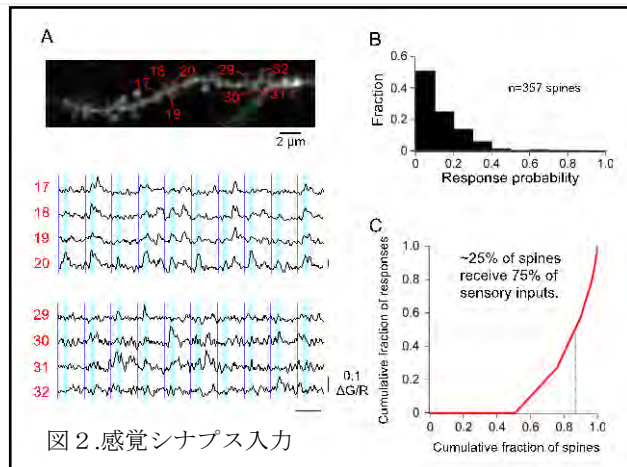 A
18 20 29 32
17
30 31
19
2 μm
17
18
19
20
29
30
31
32
0.1
ΔG/R
図2.感覚シナプス入力
B
0.6
0.4
0.2
0
Fraction
n=357 spines
0 0.2 0.4 0.6 0.8 1.0
Response probability
C
1.0
0.8
0.6
0.4
0.2
0
Cumulative fraction of responses
~25% of spines
receive 75% of
sensory inputs.
0 0.2 0.4 0.6 0.8 1.0
Cumulative fraction of spines